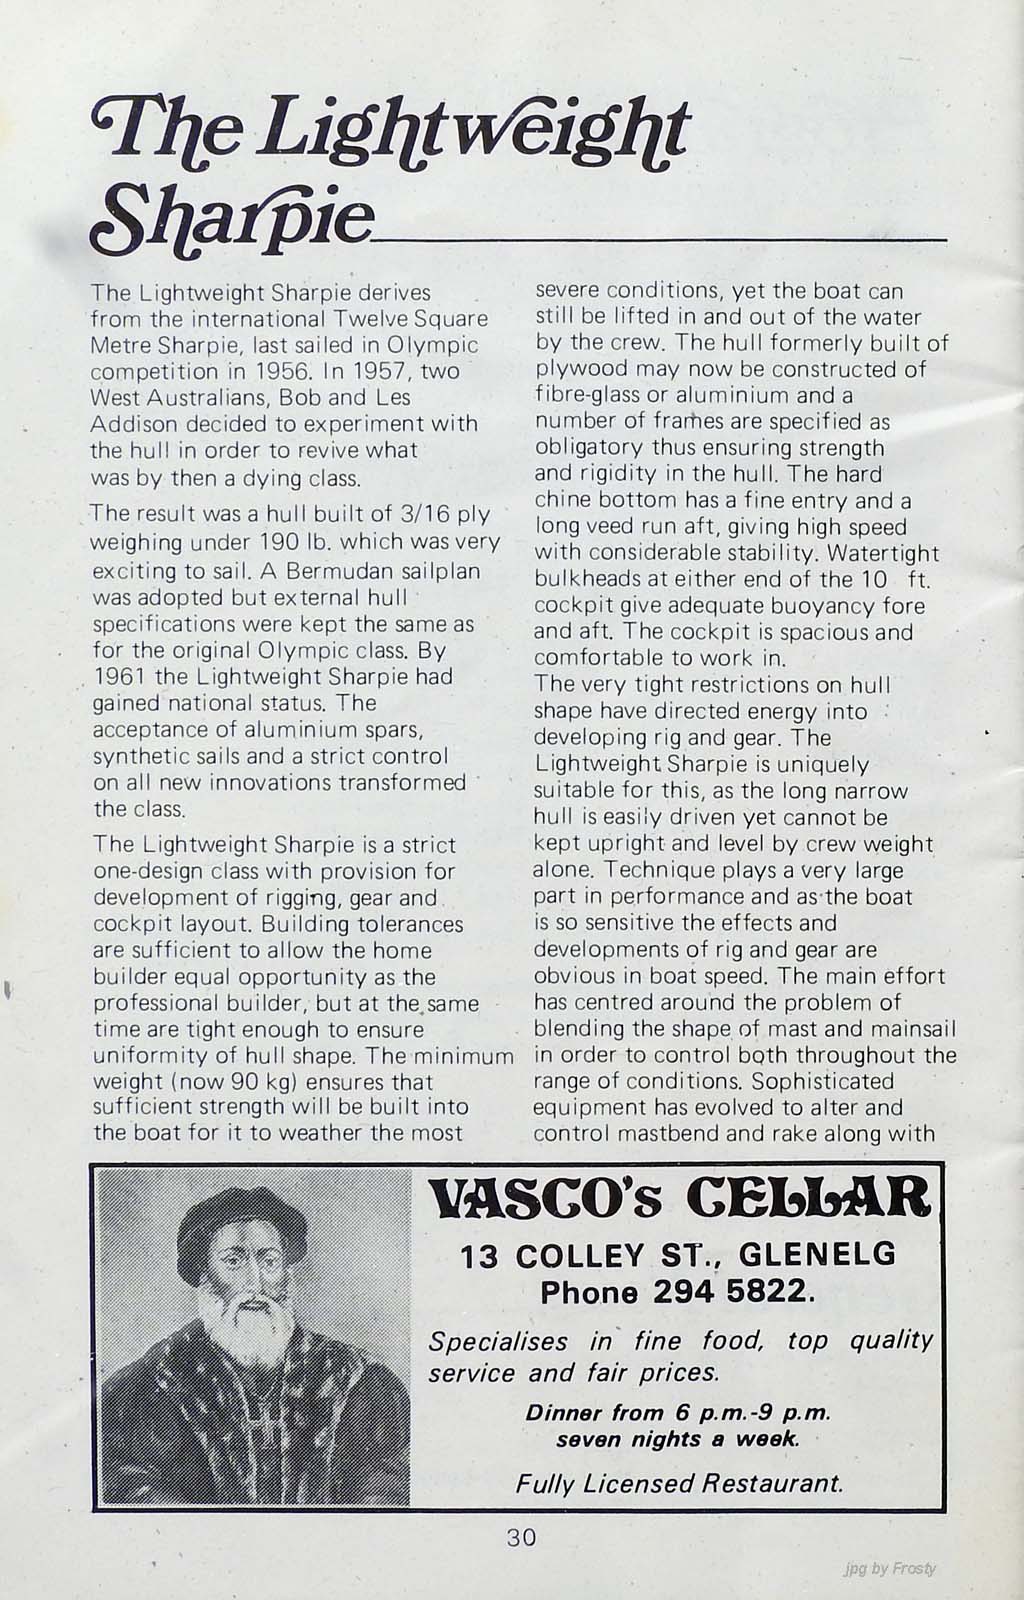 The Lightweight
Sharpie
The Lightweight Sharpie derives
from the international Twelve Square
Metre Sharpie, last sailed in Olympic
competition in 1956. In 1957, two
West Australians, Bob and Les
Addison decided to experiment with
the hull in order to revive what
was by then a dying class.
The result was a hull built of 3/16 ply
weighing under 190 lb. which was very
exciting to sail. A Bermudan sailplan
was adopted but external hull
specifications were kept the same as
for the original Olympic class. By
1961 the Lightweight Sharpie had
gained national status. The
acceptance of aluminium spars,
synthetic sails and a strict control
on all new innovations transformed
the class.
The Lightweight Sharpie is a strict
one-design class with provision for
development of rigging, gear and
cockpit layout. Building tolerances
are sufficient to allow the home
builder equal opportunity as the
professional builder, but at the same
time are tight enough to ensure
uniformity of hull shape. The minimum
weight (now 90 kg) ensures that
sufficient strength will be built into
the boat for it to weather the most
severe conditions, yet the boat can
still be lifted in and out of the water
by the crew. The hull formerly built of
plywood may now be constructed of
fibre-glass or aluminium and a
number of frames are specified as
obligatory thus ensuring strength
and rigidity in the hull. The hard
chine bottom has a fine entry and a
long veed run aft, giving high speed
with considerable stability. Watertight
bulkheads at either end of the 10 ft.
cockpit give adequate buoyancy fore
and aft. The cockpit is spacious and
comfortable to work in.
The very tight restrictions on hull
shape have directed energy into
developing rig and gear. The
Lightweight Sharpie is uniquely
suitable for this, as the long narrow
hull is easily driven yet cannot be
kept upright and level by crew weight
alone. Technique plays a very large
part in performance and as the boat
is so sensitive the effects and
developments of rig and gear are
obvious in boat speed. The main effort
has centred around the problem of
blending the shape of mast and mainsail
in order to control both throughout the
range of conditions. Sophisticated
equipment has evolved to alter and
control mastbend and rake along with
VASCO's CELLAR
13 COLLEY ST., GLENELG
Phone 294 5822.
Specialises in fine food, top quality
service and fair prices.
Dinner from 6 p.m.-9 p.m.
seven nights a week.
Fully Licensed Restaurant.
30
jpg by Frosty